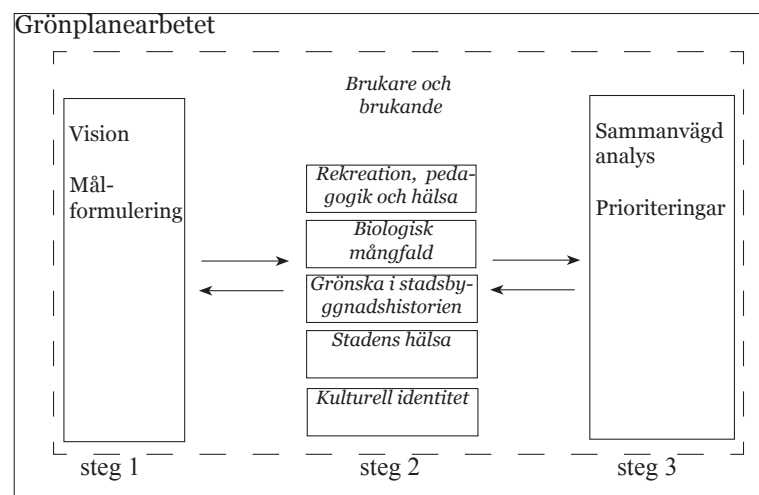 Grönplanearbetet
Brukare och
brukande
Vision
Mål-
formulering
Rekreation, peda-
gogik och hälsa
Biologisk
mångfald
Grönska i stadsby-
ggnadshistorien
Stadens hälsa
Kulturell identitet
Sammanvägd
analys
Prioriteringar
steg 1
steg 2
steg 3